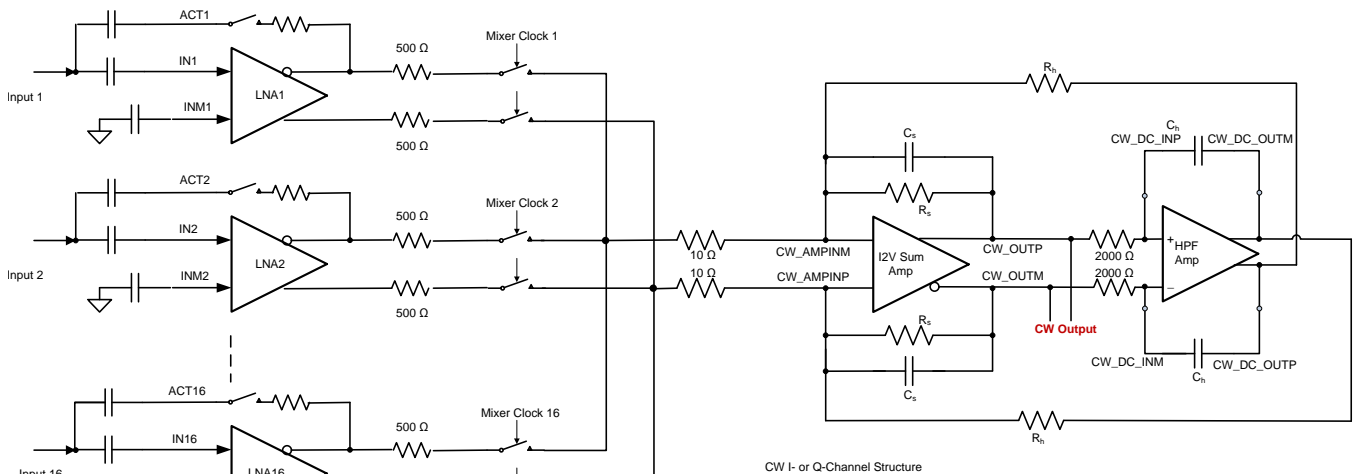 ACT1
IN1
Input 1
INM1
LNA1
500 Ω
500 Ω
Mixer Clock 1
ACT2
IN2
Input 2
INM2
LNA2
500 Ω
500 Ω
Mixer Clock 2
ACT16
IN16
Input 16
LNA16
500 Ω
Mixer Clock 16
10 Ω
10 Ω
CW_AMPINM
CW_AMPINP
Rh
Cs
Rs
I2V Sum
Amp
CW_OUTP
CW_OUTM
Rs
Cs
2000 Ω
2000 Ω
CW Output
Ch
CW_DC_INP
CW_DC_OUTM
+
HPF
Amp
−
CW_DC_INM
CW_DC_OUTP
Ch
Rh
CW I- or Q-Channel Structure